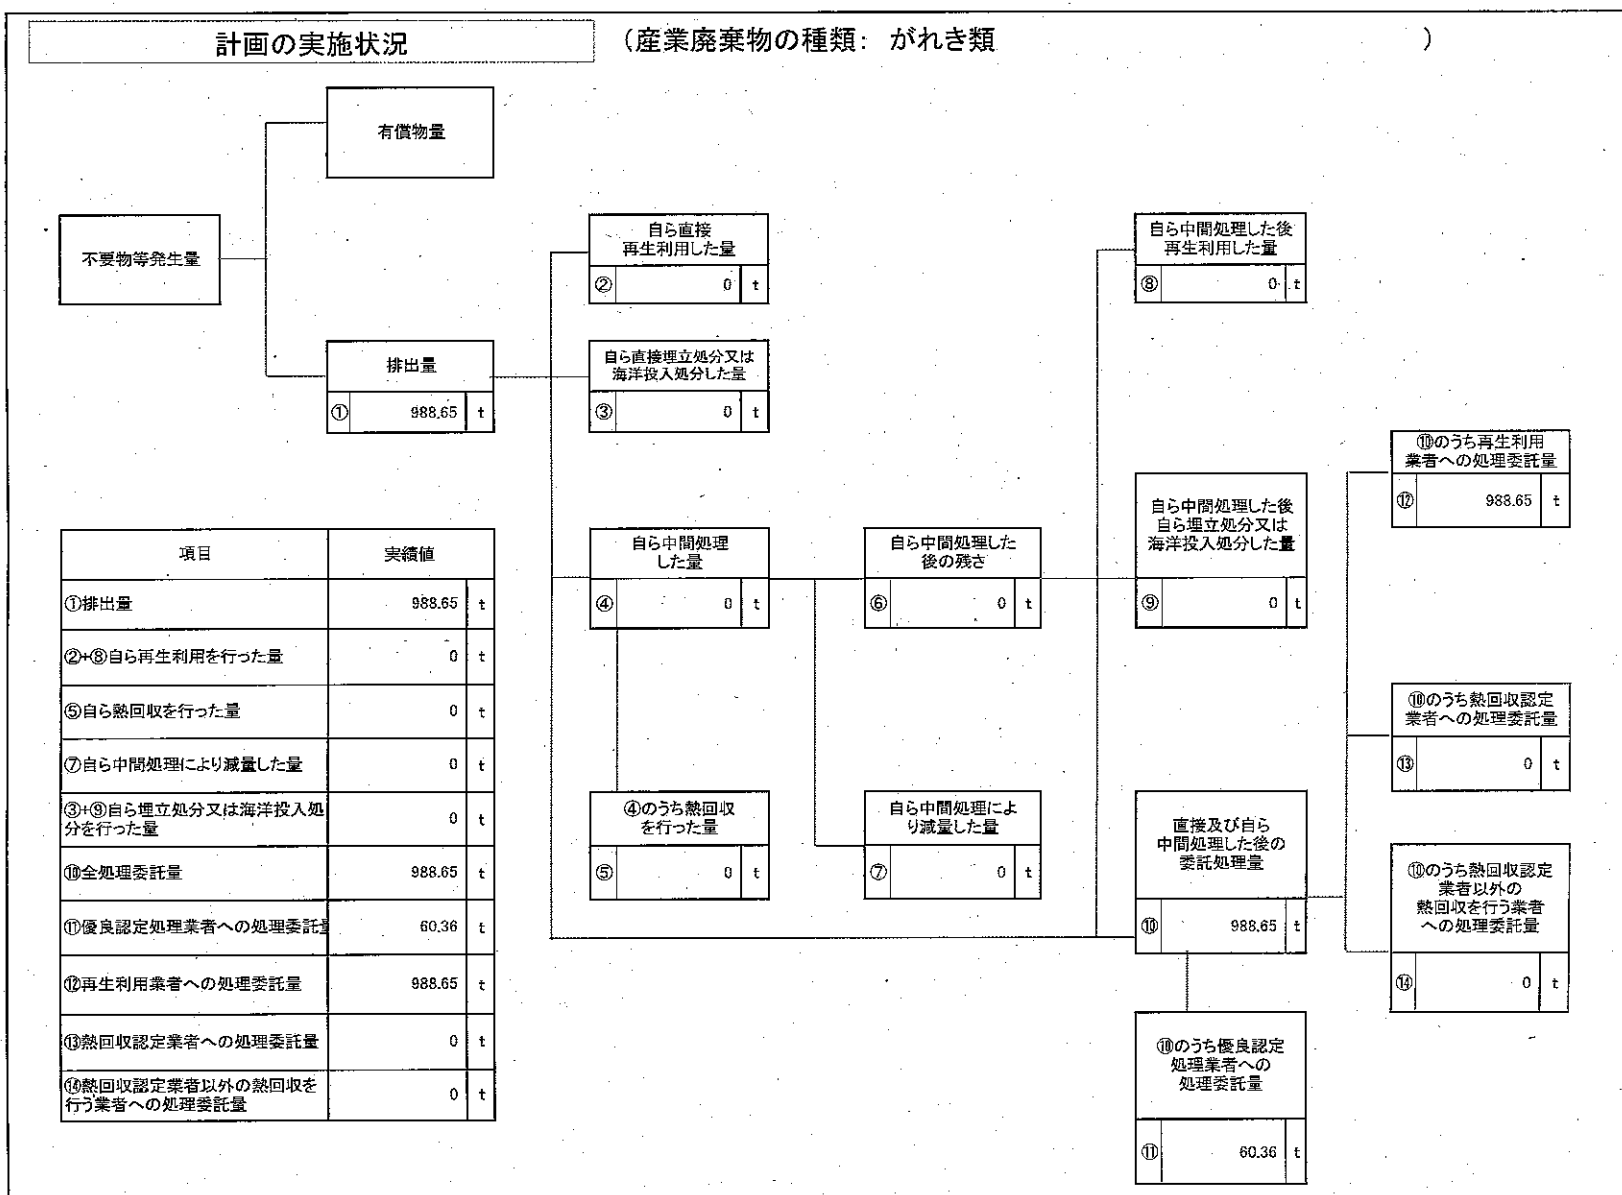 計画の実施状況
（産業廃棄物の種類： がれき類 ）
有償物量
不要物等発生量
排出量
① 988.65 t
自ら直接
再生利用した量
② 0 t
自ら直接埋立処分又は
海洋投入処分した量
③ 0 t
自ら中間処理
した量
④ 0 t
④のうち熱回収
を行った量
⑤ 0 t
自ら中間処理した
後の残さ
⑥ 0 t
自ら中間処理によ
り減量した量
⑦ 0 t
自ら中間処理した後
再生利用した量
⑧ 0 t
自ら中間処理した後
自ら埋立処分又は
海洋投入処分した量
⑨ 0 t
直接及び自ら
中間処理した後の
委託処理量
⑩ 988.65 t
⑩のうち優良認定
処理業者への
処理委託量
⑪ 60.36 t
⑩のうち再生利用
業者への処理委託量
⑫ 988.65 t
⑩のうち熱回収認定
業者への処理委託量
⑬ 0 t
⑩のうち熱回収認定
業者以外の
熱回収を行う業者
への処理委託量
⑭ 0 t
項目 実績値
①排出量 988.65 t
②+⑧自ら再生利用を行った量 0 t
⑤自ら熱回収を行った量 0 t
⑦自ら中間処理により減量した量 0 t
③+⑨自ら埋立処分又は海洋投入処
分を行った量 0 t
⑩全処理委託量 988.65 t
⑪優良認定処理業者への処理委託量 60.36 t
⑫再生利用業者への処理委託量 988.65 t
⑬熱回収認定業者への処理委託量 0 t
⑭熱回収認定業者以外の熱回収を
行う業者への処理委託量 0 t